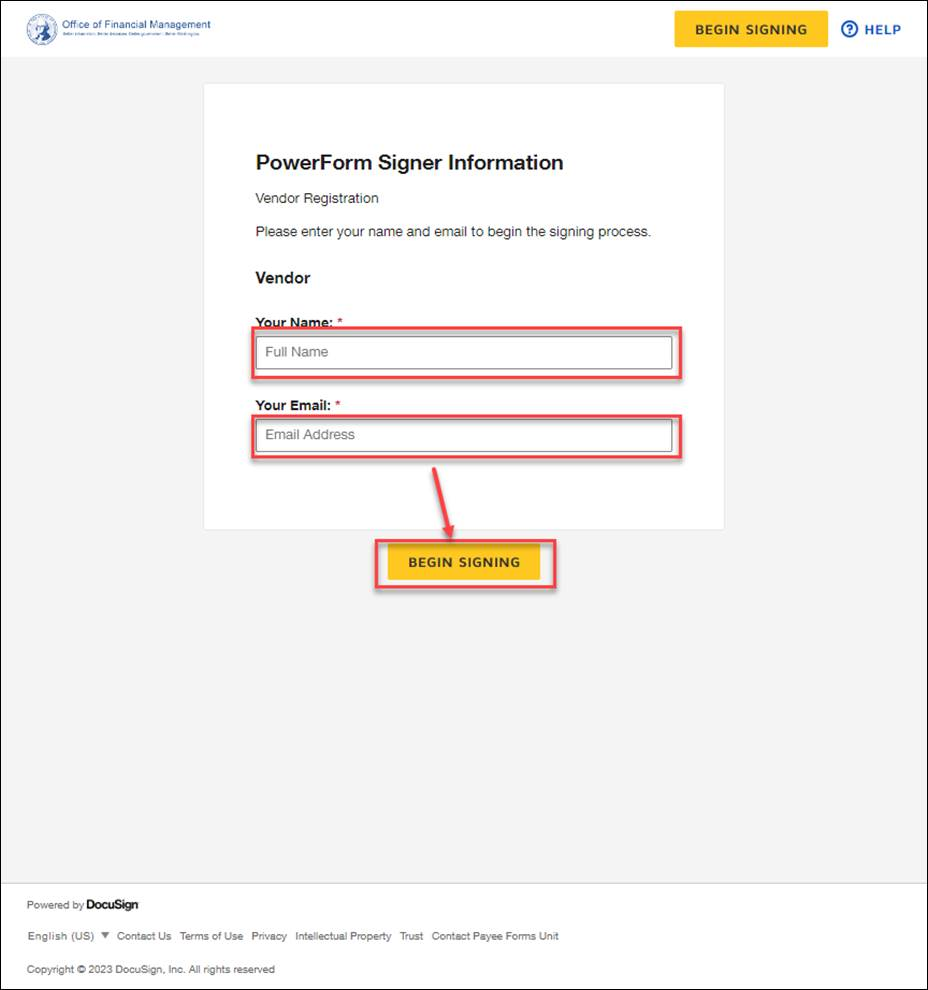 Office of Financial Management
BEGIN SIGNING
? HELP
PowerForm Signer Information
Vendor Registration
Please enter your name and email to begin the signing process.
Vendor
Your Name: *
Full Name
Your Email: *
Email Address
BEGIN SIGNING
Powered by DocuSign
English (US) ▼ Contact Us Terms of Use Privacy Intellectual Property Trust Contact Payee Forms Unit
Copyright © 2023 DocuSign, Inc. All rights reserved